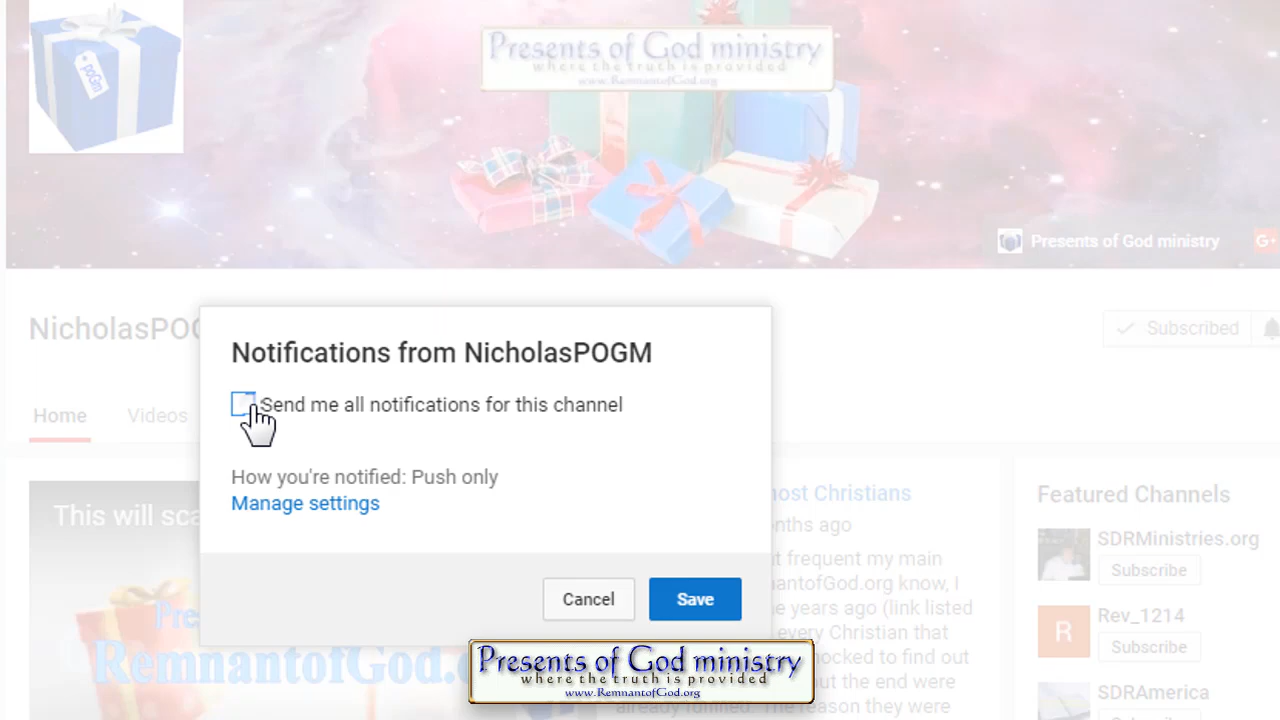 poGm
Presents of God ministry
where the truth is provided
www.RemnantofGod.org
Presents of God ministry
G+
NicholasPOG
Subscribed
Notifications from NicholasPOGM
Send me all notifications for this channel
How you're notified: Push only
Manage settings
Cancel
Save
Home
Videos
This will sca
RemnantofGod.
most Christians
nths ago
t frequent my main
nantofGod.org know, I
e years ago (link listed
every Christian that
ocked to find out
ut the end were
already fulfilled. The reason they were
Featured Channels
SDRMinistries.org
Subscribe
R
Rev_1214
Subscribe
SDRAmerica
Presents of God ministry
where the truth is provided
www.RemnantofGod.org